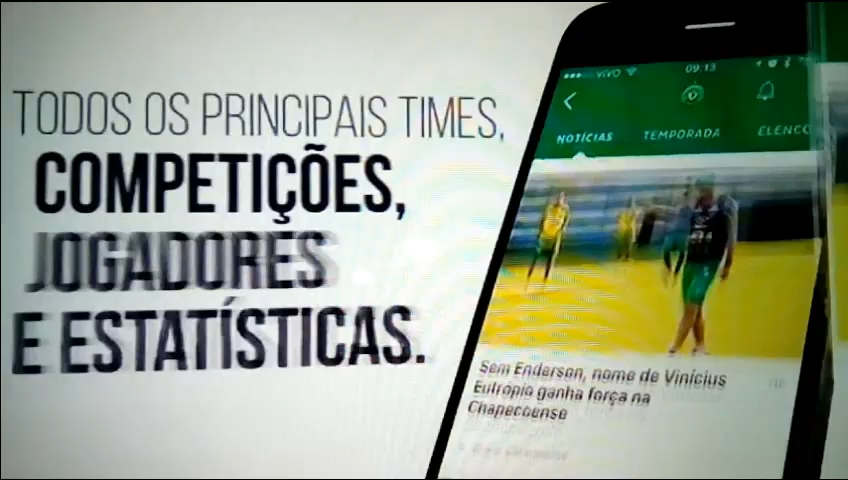 TODOS OS PRINCIPAIS TIMES,
COMPETIÇÕES,
JOGADORES
E ESTATÍSTICAS.
VIVO
09:13
NOTÍCIAS TEMPORADA ELENCO
Sem Enderson, nome de Vinícius
Eutrópio ganha força na
Chapecoense